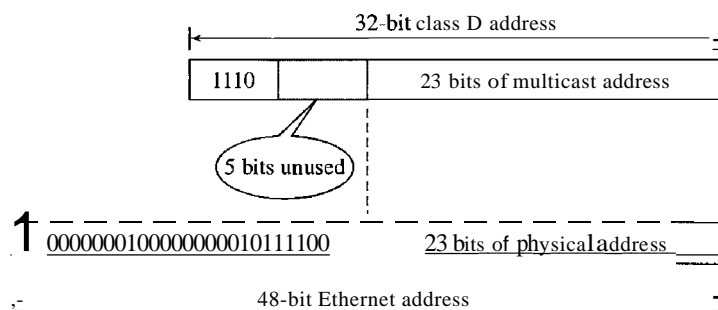 32-bit class D address
1110 23 bits of multicast address
5 bits unused
1 0000000100000000010111100 23 bits of physical address
,- 48-bit Ethernet address